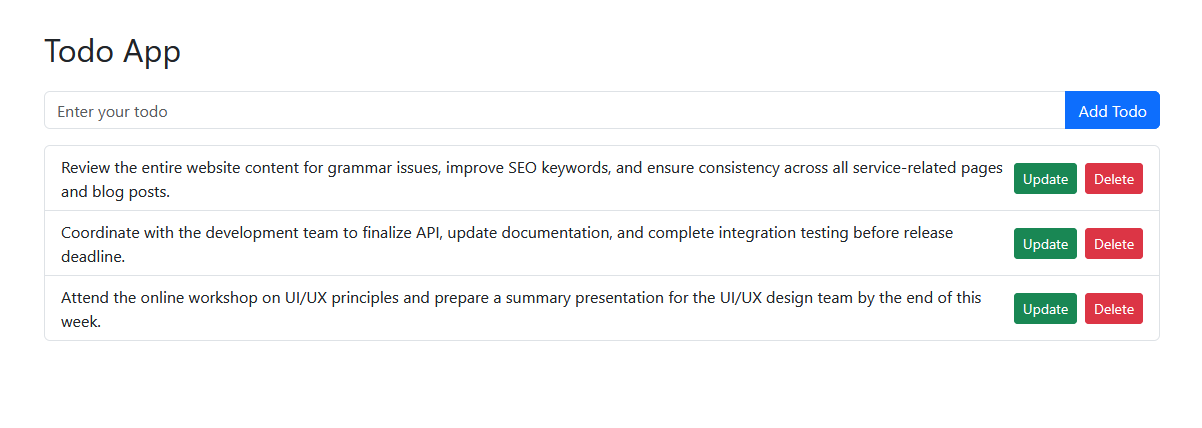 Todo App
Enter your todo
Add Todo
Review the entire website content for grammar issues, improve SEO keywords, and ensure consistency across all service-related pages
and blog posts.
Update Delete
Coordinate with the development team to finalize API, update documentation, and complete integration testing before release
deadline.
Update Delete
Attend the online workshop on UI/UX principles and prepare a summary presentation for the UI/UX design team by the end of this
week.
Update Delete